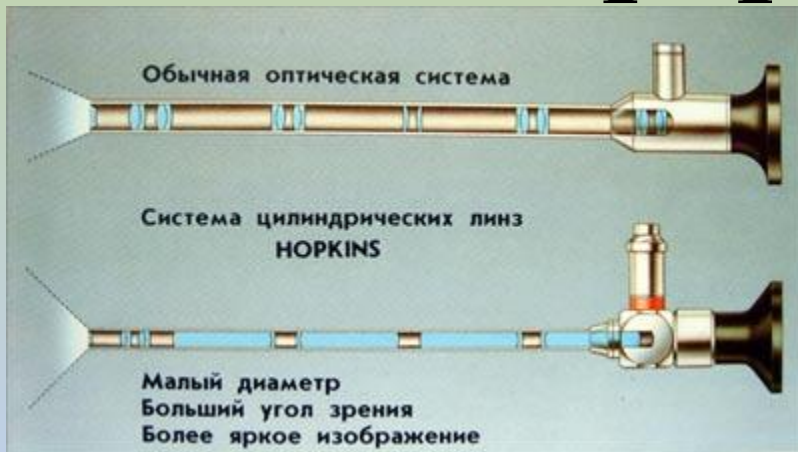 Обычная оптическая система
Система цилиндрических линз
HOPKINS
Малый диаметр
Больший угол зрения
Более яркое изображение